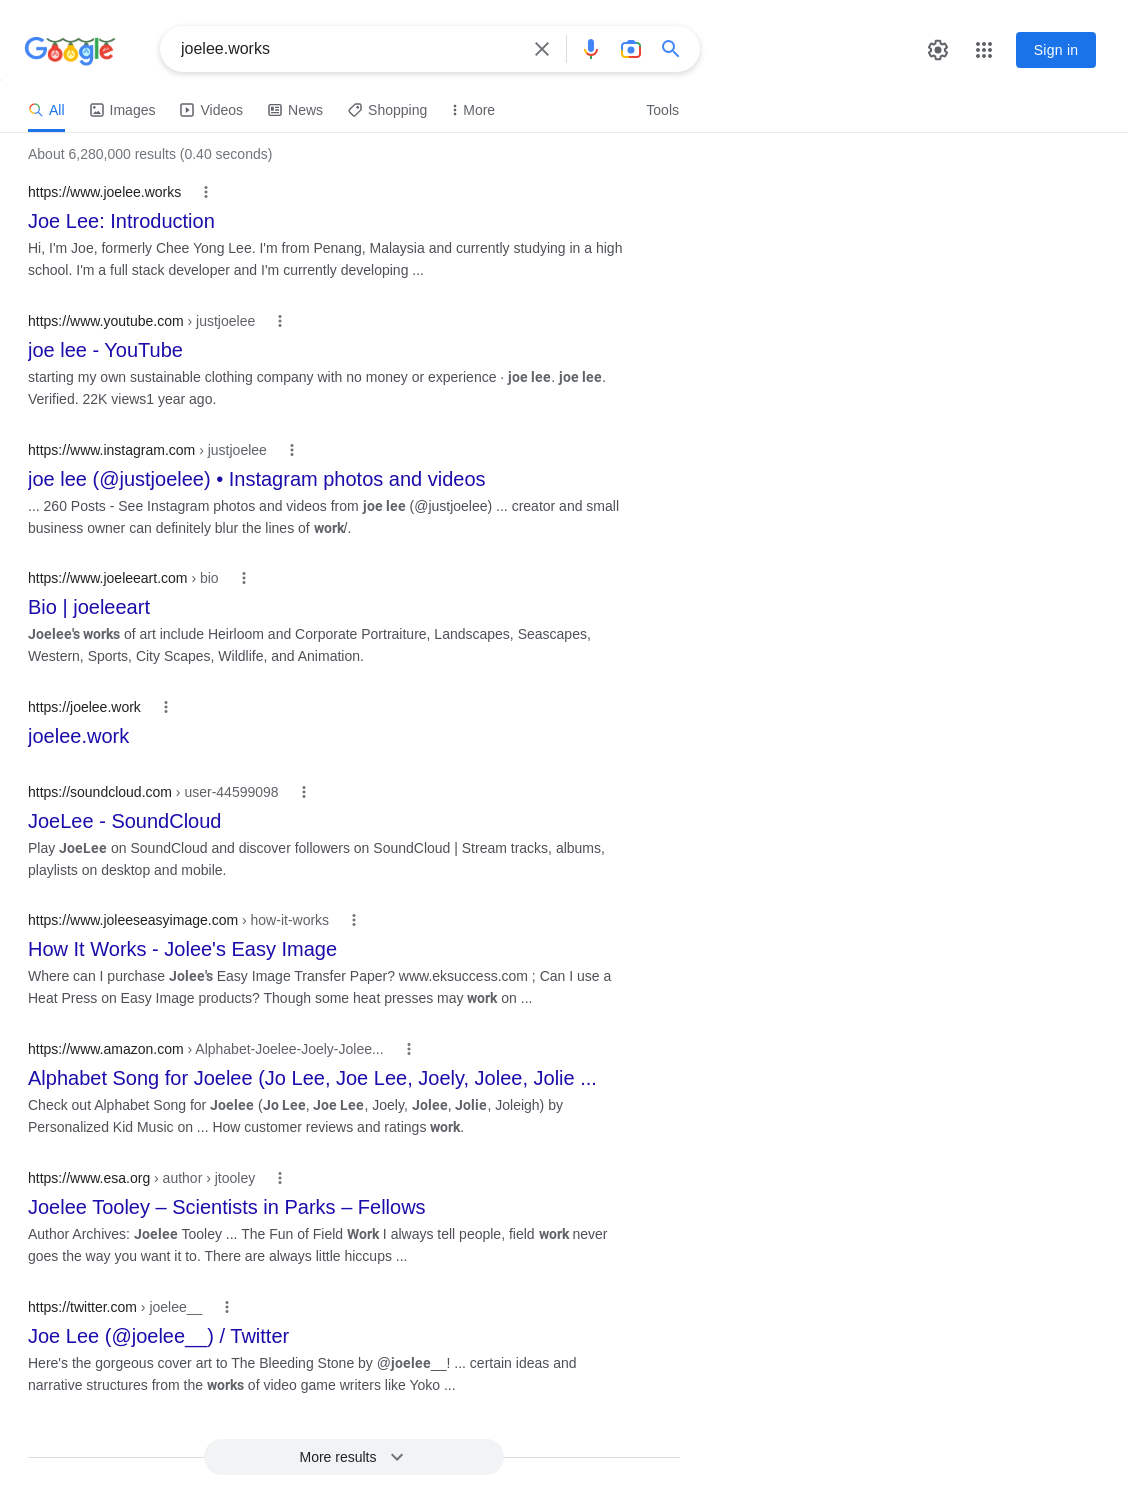 Google
joelee.works
Sign in
All Images Videos News Shopping More Tools
About 6,280,000 results (0.40 seconds)
https://www.joelee.works
Joe Lee: Introduction
Hi, I'm Joe, formerly Chee Yong Lee. I'm from Penang, Malaysia and currently studying in a high
school. I'm a full stack developer and I'm currently developing ...
https://www.youtube.com › justjoelee
joe lee - YouTube
starting my own sustainable clothing company with no money or experience · joe lee. joe lee.
Verified. 22K views1 year ago.
https://www.instagram.com › justjoelee
joe lee (@justjoelee) • Instagram photos and videos
... 260 Posts - See Instagram photos and videos from joe lee (@justjoelee) ... creator and small
business owner can definitely blur the lines of work/.
https://www.joeleeart.com › bio
Bio | joeleeart
Joelee's works of art include Heirloom and Corporate Portraiture, Landscapes, Seascapes,
Western, Sports, City Scapes, Wildlife, and Animation.
https://joelee.work
joelee.work
https://soundcloud.com › user-44599098
JoeLee - SoundCloud
Play JoeLee on SoundCloud and discover followers on SoundCloud | Stream tracks, albums,
playlists on desktop and mobile.
https://www.joleeseasyimage.com › how-it-works
How It Works - Jolee's Easy Image
Where can I purchase Jolee's Easy Image Transfer Paper? www.eksuccess.com ; Can I use a
Heat Press on Easy Image products? Though some heat presses may work on ...
https://www.amazon.com › Alphabet-Joelee-Joely-Jolee...
Alphabet Song for Joelee (Jo Lee, Joe Lee, Joely, Jolee, Jolie ...
Check out Alphabet Song for Joelee (Jo Lee, Joe Lee, Joely, Jolee, Jolie, Joleigh) by
Personalized Kid Music on ... How customer reviews and ratings work.
https://www.esa.org › author › jtooley
Joelee Tooley – Scientists in Parks – Fellows
Author Archives: Joelee Tooley ... The Fun of Field Work I always tell people, field work never
goes the way you want it to. There are always little hiccups ...
https://twitter.com › joelee__
Joe Lee (@joelee__) / Twitter
Here's the gorgeous cover art to The Bleeding Stone by @joelee__! ... certain ideas and
narrative structures from the works of video game writers like Yoko ...
More results